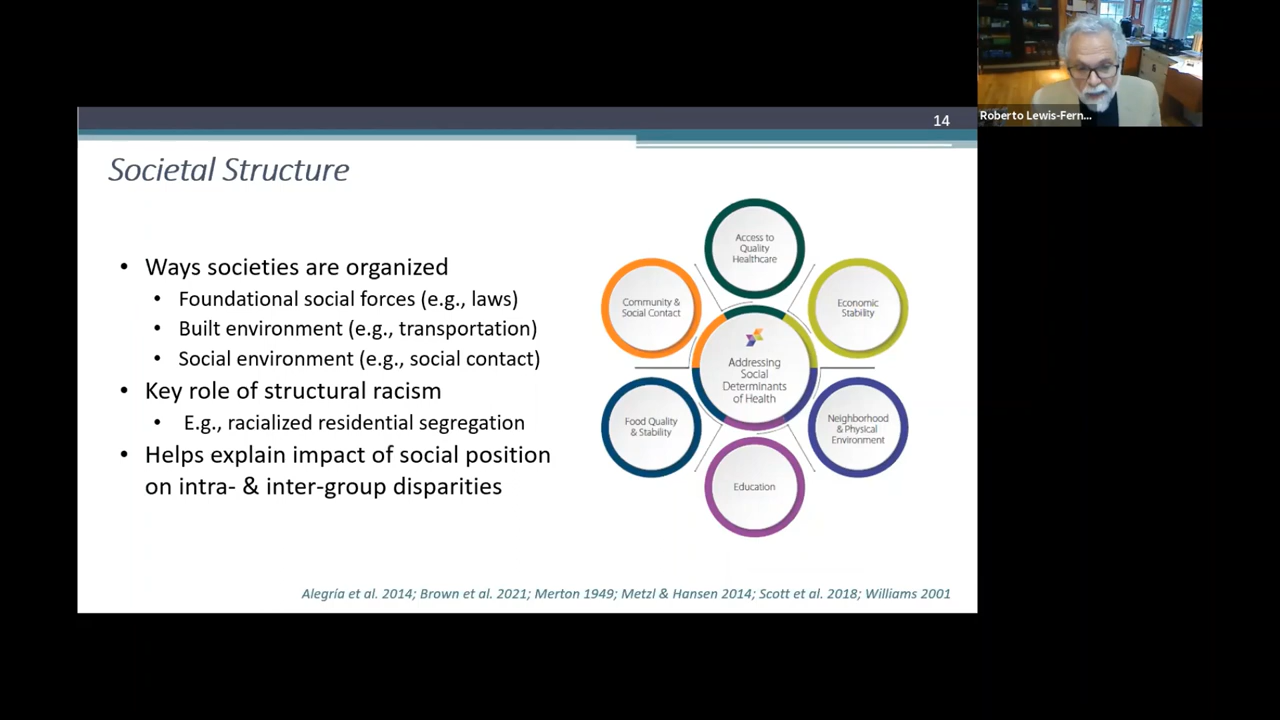 14
Roberto Lewis-Fern...
Societal Structure
• Ways societies are organized
• Foundational social forces (e.g., laws)
• Built environment (e.g., transportation)
• Social environment (e.g., social contact)
• Key role of structural racism
• E.g., racialized residential segregation
• Helps explain impact of social position
on intra- & inter-group disparities
Access to
Quality
Healthcare
Community &
Social Contact
Economic
Stability
Addressing
Social
Determinants
of Health
Food Quality
& Stability
Neighborhood
& Physical
Environment
Education
Alegría et al. 2014; Brown et al. 2021; Merton 1949; Metzl & Hansen 2014; Scott et al. 2018; Williams 2001